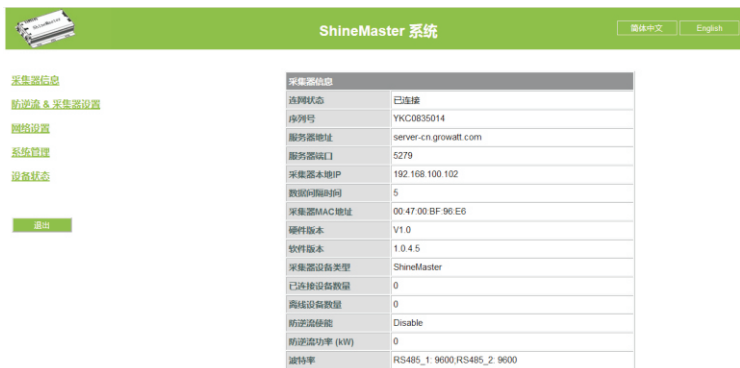 ShineMaster
ShineMaster 系统
简体中文
English
采集器信息
防逆流 & 采集器设置
网络设置
系统管理
设备状态
退出
采集器信息
连网状态 已连接
序列号 YKC0835014
服务器地址 server-cn.growatt.com
服务器端口 5279
采集器本地IP 192.168.100.102
数据间隔时间 5
采集器MAC地址 00:47:00:BF:96:E6
硬件版本 V1.0
软件版本 1.0.4.5
采集器设备类型 ShineMaster
已连接设备数量 0
离线设备数量 0
防逆流使能 Disable
防逆流功率 (kW) 0
波特率 RS485_1: 9600;RS485_2: 9600